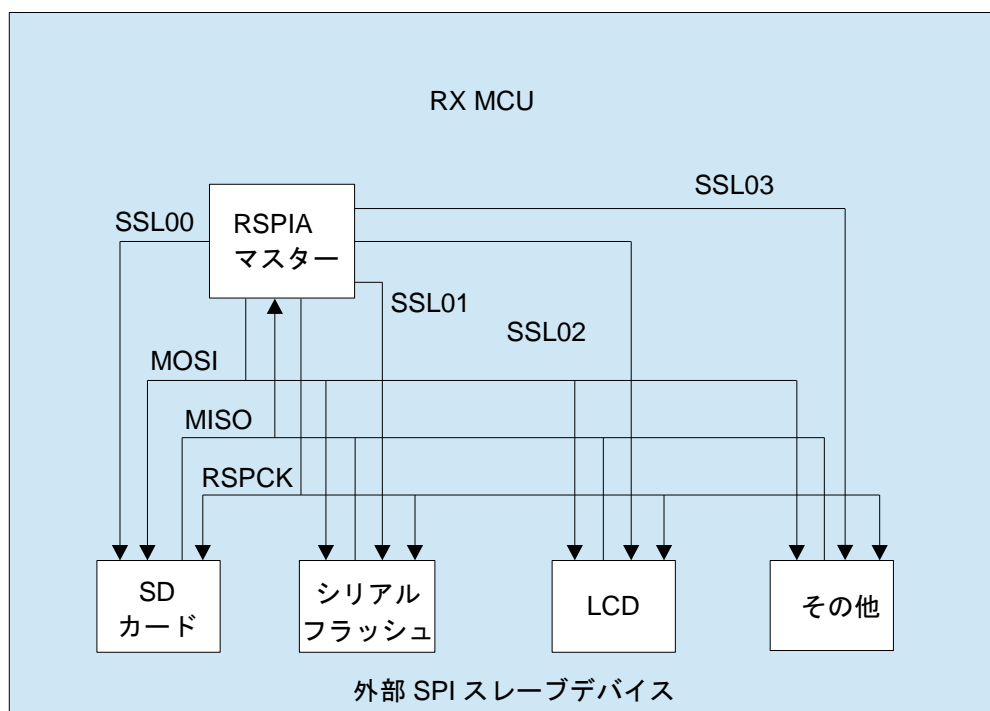 RX MCU
SSL03
SSL00
RSPIA
マスター
SSL01
SSL02
MOSI
MISO
RSPCK
SD
カード
シリアル
フラッシュ
LCD
その他
外部 SPI スレーブデバイス